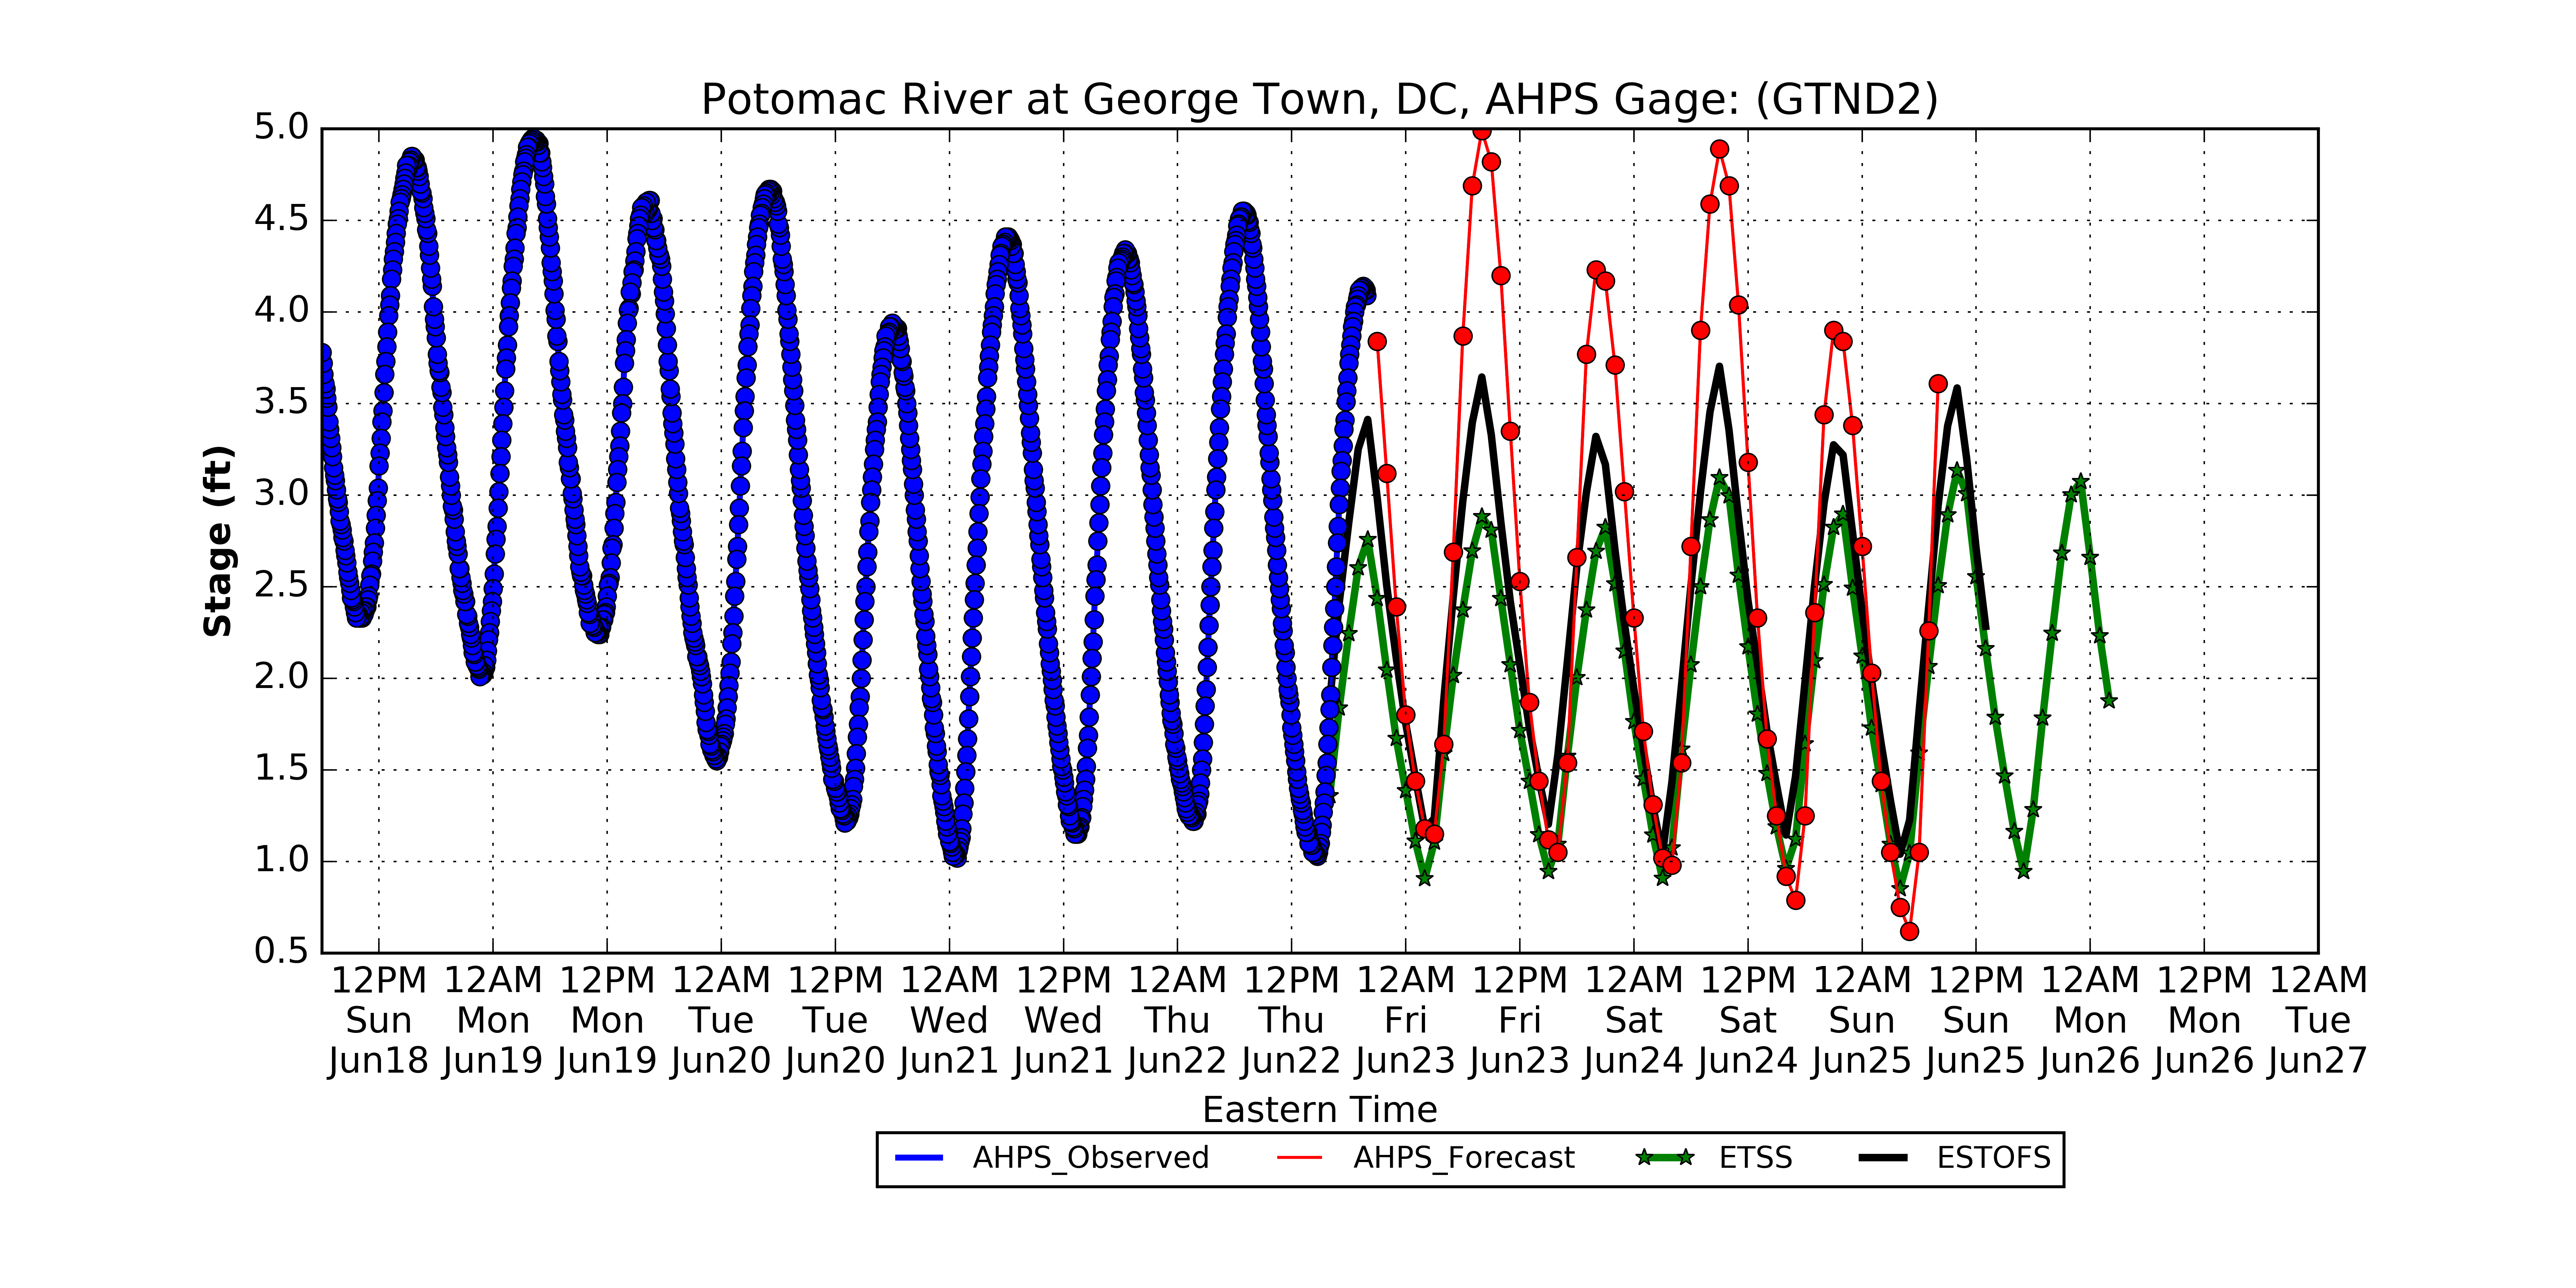 Potomac River at George Town, DC, AHPS Gage: (GTND2)
5.0
4.5
4.0
3.5
3.0
2.5
2.0
1.5
1.0
0.5
Stage (ft)
12PM 12AM 12PM 12AM 12PM 12AM 12PM 12AM 12PM 12AM 12PM 12AM 12PM 12AM 12PM 12AM 12PM 12AM
Sun Mon Mon Tue Tue Wed Wed Thu Thu Fri Fri Sat Sat Sun Sun Mon Mon Tue
Jun18 Jun19 Jun19 Jun20 Jun20 Jun21 Jun21 Jun22 Jun22 Jun23 Jun23 Jun24 Jun24 Jun25 Jun25 Jun26 Jun26 Jun27
Eastern Time
AHPS_Observed AHPS_Forecast ETSS ESTOFS